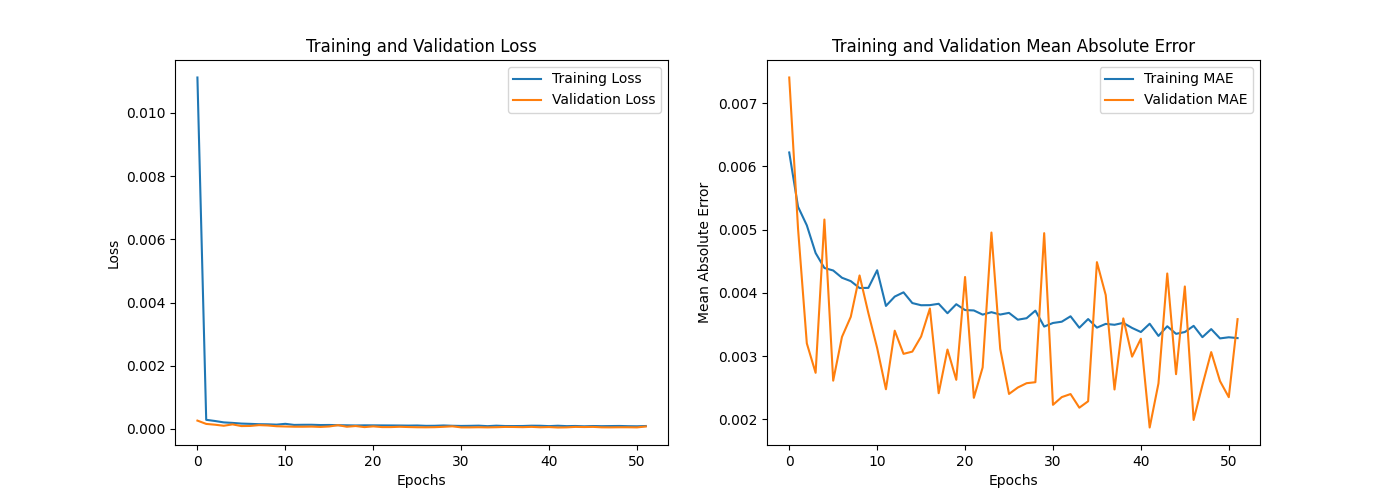 Training and Validation Loss
Training Loss
Validation Loss
0.010
0.008
0.006
0.004
0.002
0.000
Loss
0
10
20
30
40
50
Epochs
Training and Validation Mean Absolute Error
Training MAE
Validation MAE
0.007
0.006
0.005
0.004
0.003
0.002
Mean Absolute Error
0
10
20
30
40
50
Epochs